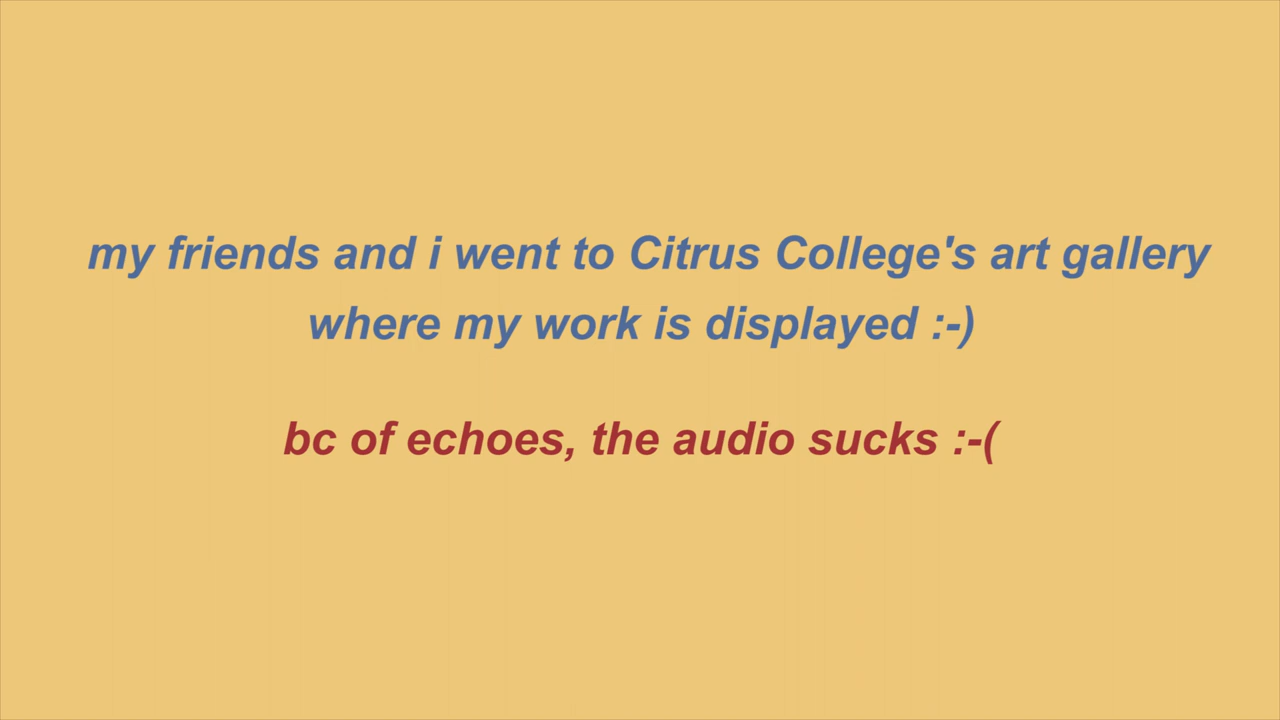 my friends and i went to Citrus College's art gallery
where my work is displayed :-)
bc of echoes, the audio sucks :-(